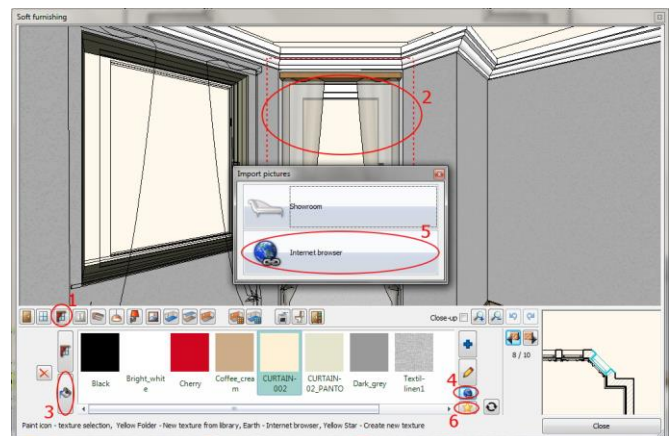 Soft furnishing
2
Import pictures
Showroom
5
Internet browser
1
Close-up
8 / 10
Black
Bright_whit
e
Cherry
Coffee_crea
m
CURTAIN-
002
CURTAIN-
02_PANTO
Dark_grey
Textil-
linen1
3
4
6
Paint icon - texture selection, Yellow Folder - New texture from library, Earth - Internet browser, Yellow Star - Create new texture
Close